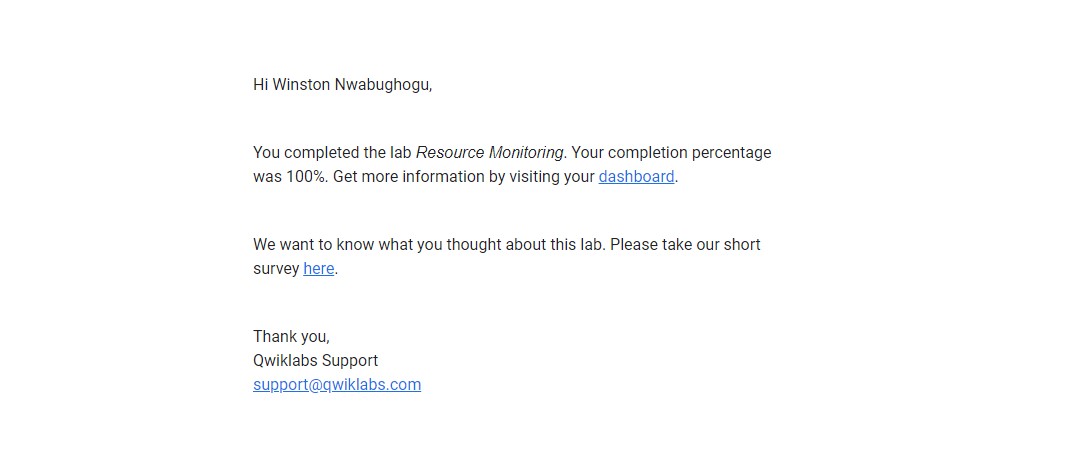 Hi Winston Nwabughogu,
You completed the lab Resource Monitoring. Your completion percentage
was 100%. Get more information by visiting your dashboard.
We want to know what you thought about this lab. Please take our short
survey here.
Thank you,
Qwiklabs Support
support@qwiklabs.com